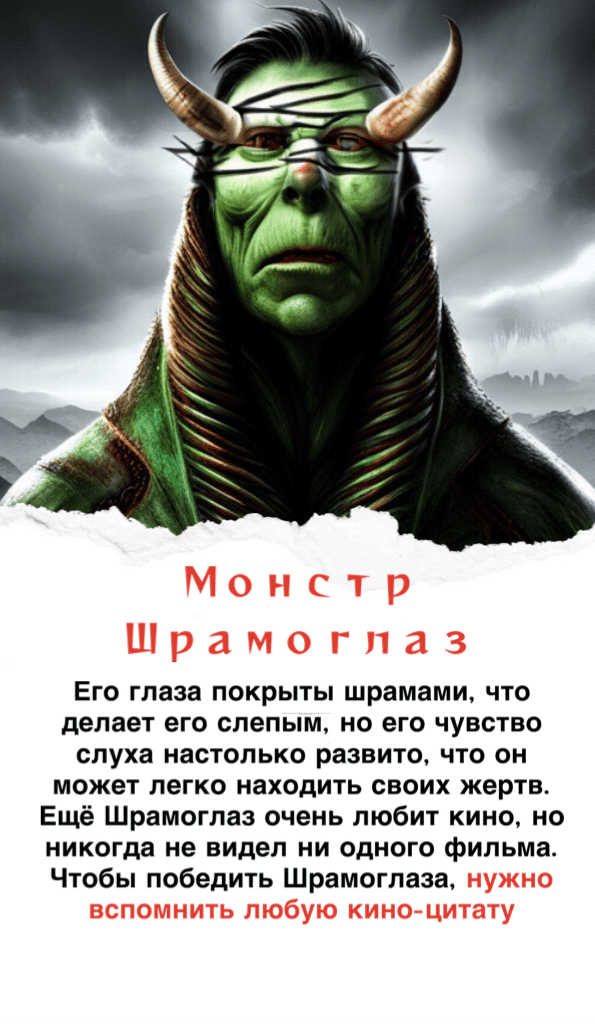 Монстр
Шрамоглаз
Его глаза покрыты шрамами, что
делает его слепым, но его чувство
слуха настолько развито, что он
может легко находить своих жертв.
Ещё Шрамоглаз очень любит кино, но
никогда не видел ни одного фильма.
Чтобы победить Шрамоглаза, нужно
вспомнить любую кино-цитату